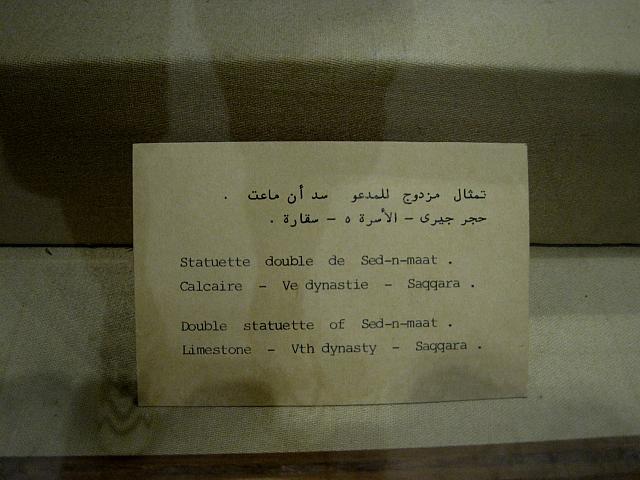 تمثال مزدوج للمدعو سد أن ماعت .
حجر جيرى - الأسرة ٥ - سقارة .
Statuette double de Sed-n-maat .
Calcaire - Ve dynastie - Saqqara .
Double statuette of Sed-n-maat .
Limestone - Vth dynasty - Saqqara .